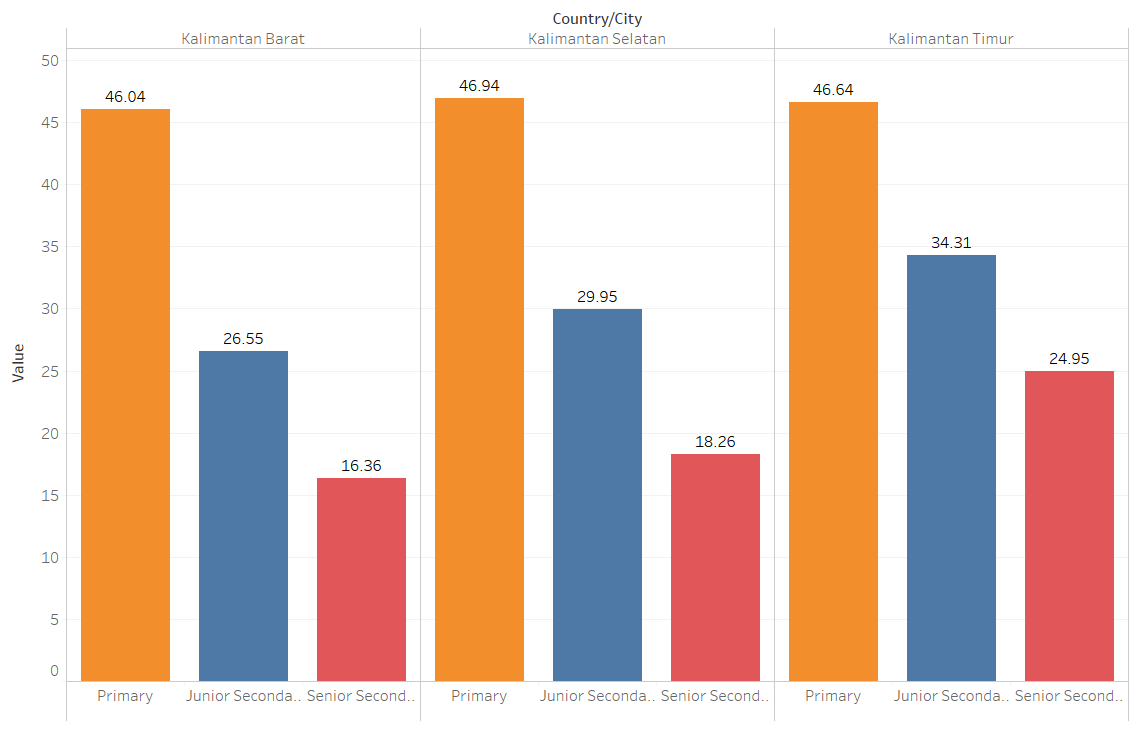 Country/City
Kalimantan Barat Kalimantan Selatan Kalimantan Timur
50
45
40
35
30
25
20
15
10
5
0
Value
46.04 26.55 16.36
46.94 29.95 18.26
46.64 34.31 24.95
Primary Junior Seconda.. Senior Second.. Primary Junior Seconda.. Senior Second.. Primary Junior Seconda.. Senior Second..